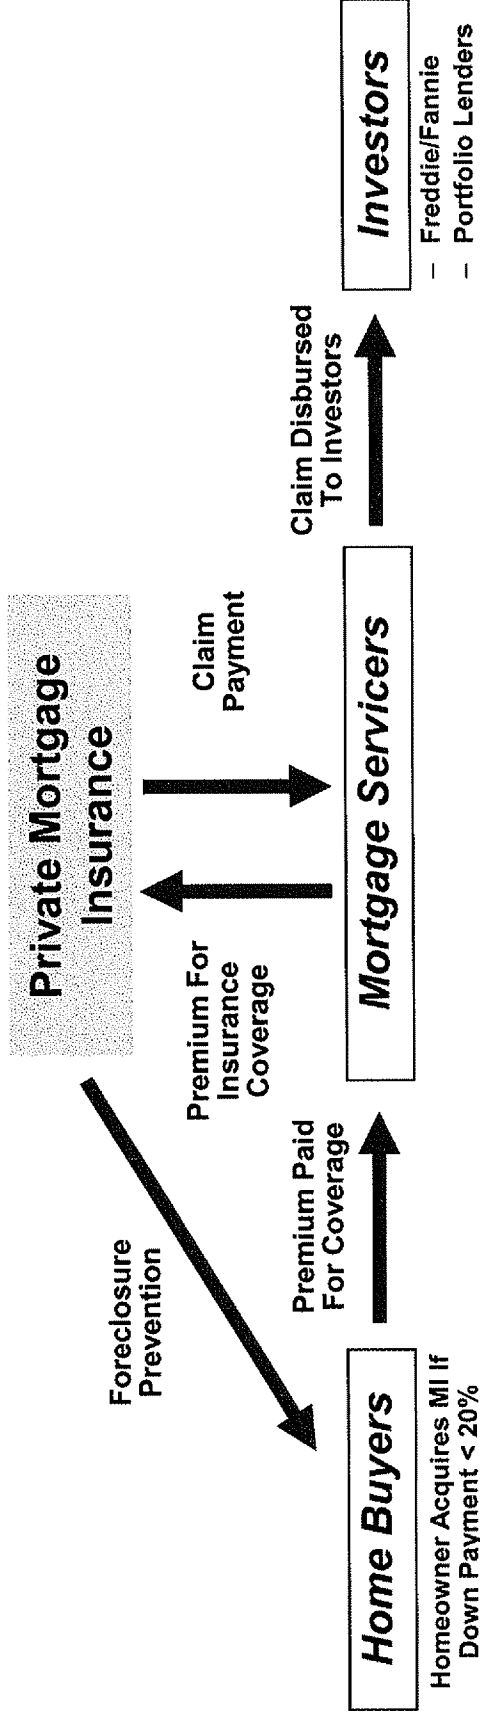 Private Mortgage
Insurance
Foreclosure
Prevention
Premium For
Insurance
Coverage
Claim
Payment
Home Buyers
Homeowner Acquires MI If
Down Payment < 20%
Premium Paid
For Coverage
Mortgage Servicers
Claim Disbursed
To Investors
Investors
– Freddie/Fannie
– Portfolio Lenders